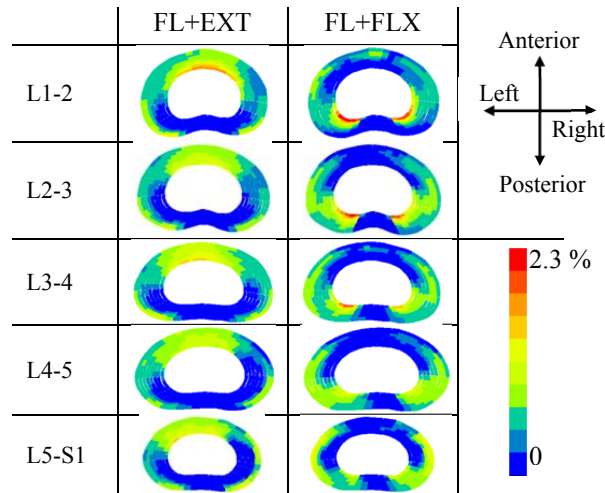 FL+EXT FL+FLX
Anterior
L1-2
Left
Right
Posterior
L2-3
2.3 %
L3-4
L4-5
0
L5-S1